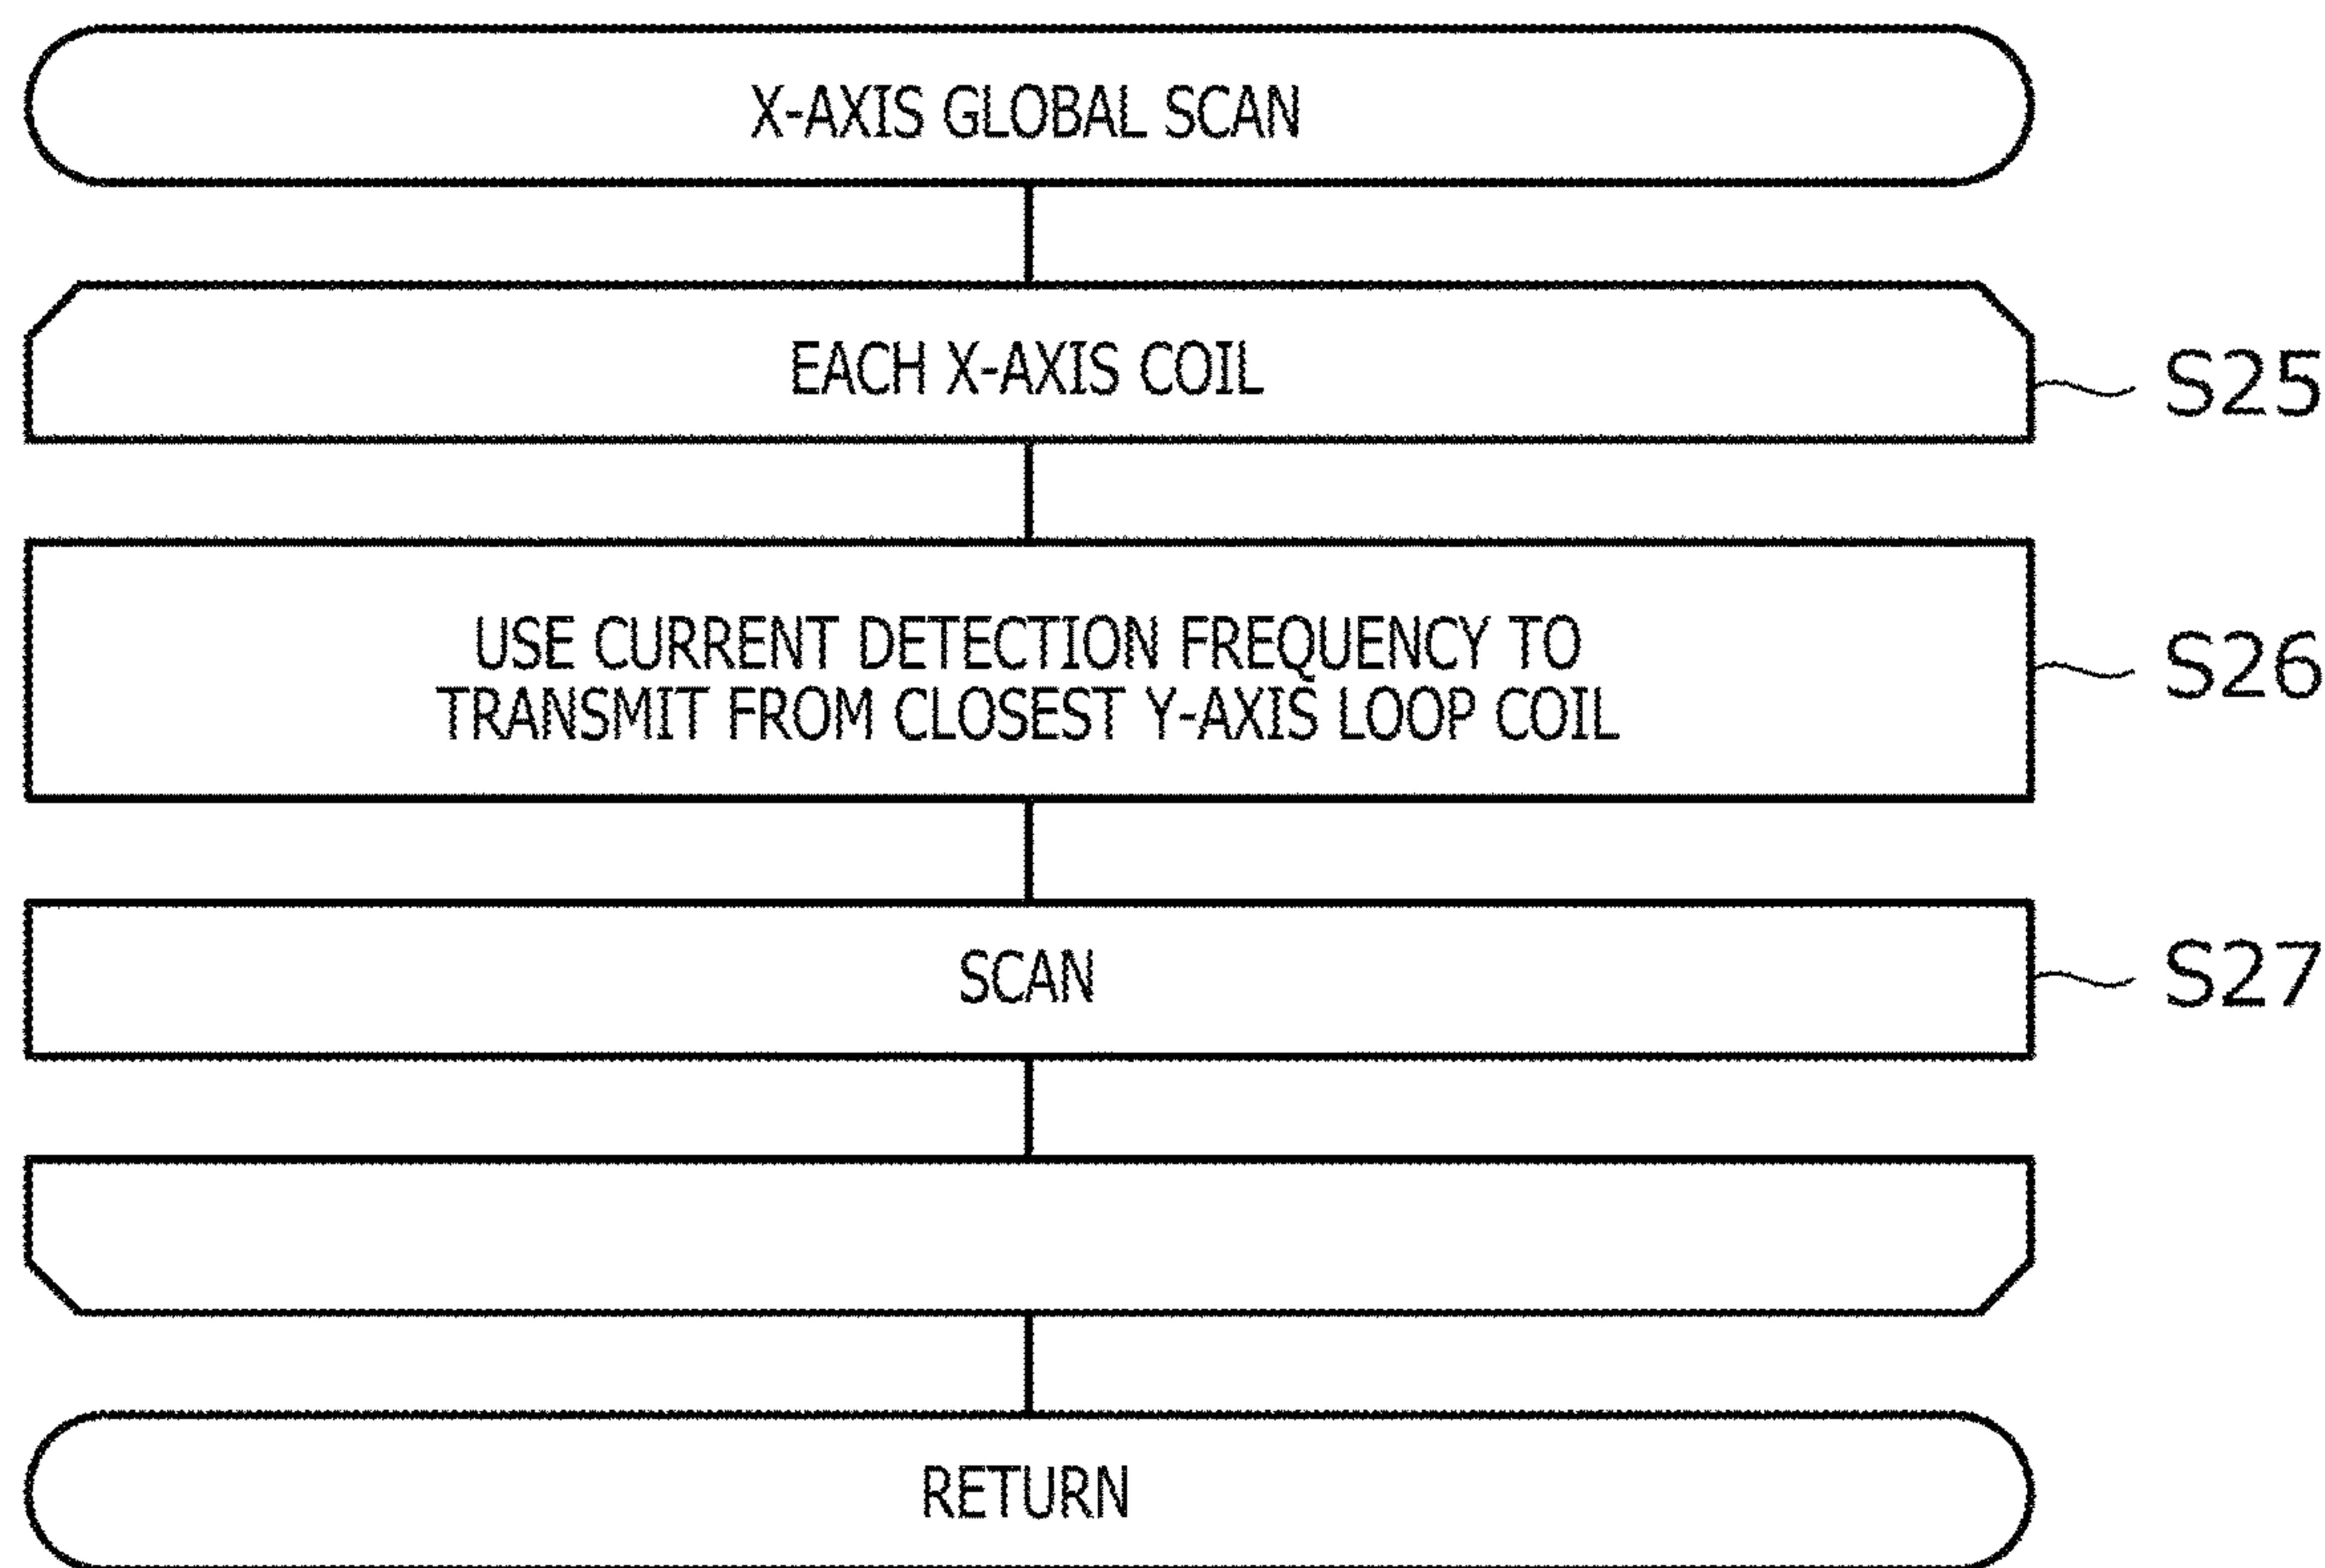 X-AXIS GLOBAL SCAN
EACH X-AXIS COIL
S25
USE CURRENT DETECTION FREQUENCY TO
TRANSMIT FROM CLOSEST Y-AXIS LOOP COIL
S26
SCAN
S27
RETURN